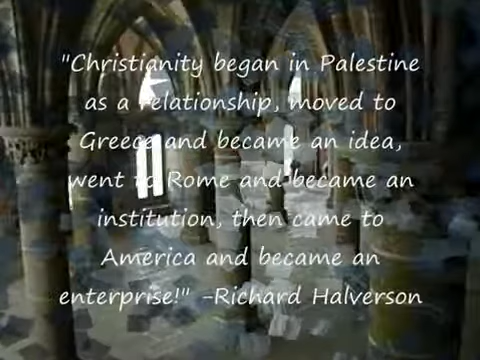 "Christianity began in Palestine
as a relationship, moved to
Greece and became an idea,
went to Rome and became an
institution, then came to
America and became an
enterprise!" -Richard Halverson